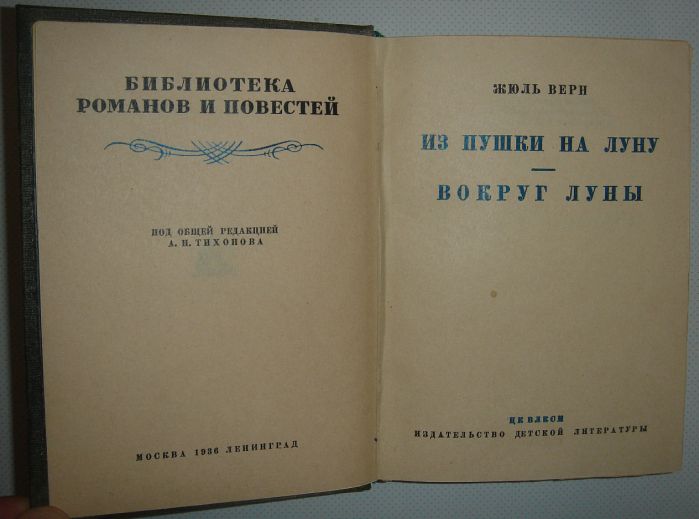 БИБЛИОТЕКА
РОМАНОВ И ПОВЕСТЕЙ
ПОД ОБЩЕЙ РЕДАКЦИЕЙ
А. Н. ТИХОНОВА
МОСКВА 1936 ЛЕНИНГРАД
ЖЮЛЬ ВЕРН
ИЗ ПУШКИ НА ЛУНУ
ВОКРУГ ЛУНЫ
ЦК ВЛКСМ
ИЗДАТЕЛЬСТВО ДЕТСКОЙ ЛИТЕРАТУРЫ